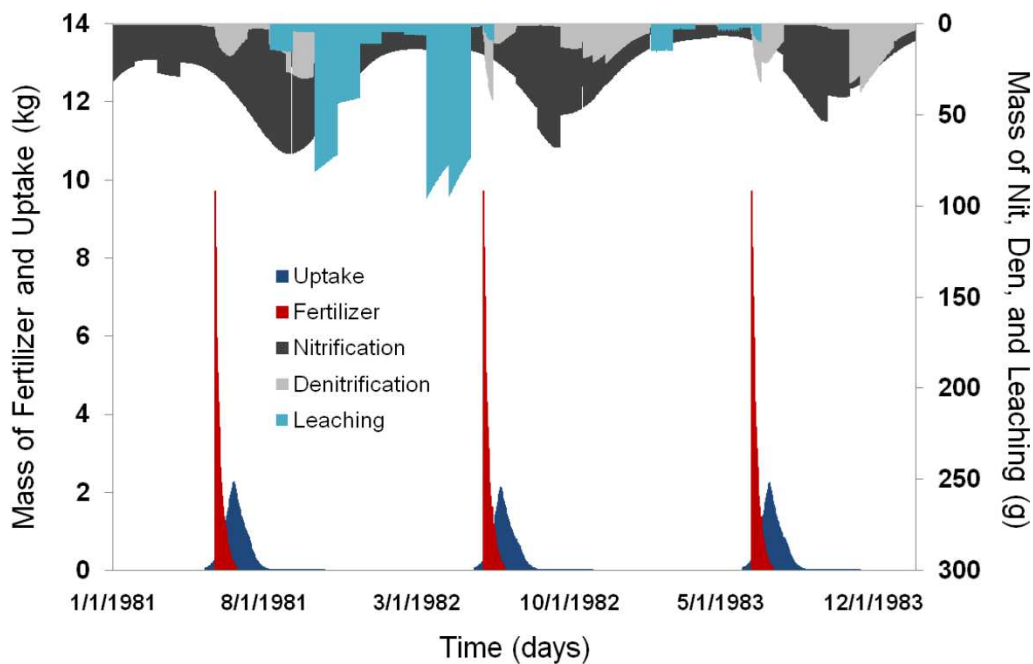 Mass of Fertilizer and Uptake (kg)
14
12
10
8
6
4
2
0
Uptake
Fertilizer
Nitrification
Denitrification
Leaching
0
50
100
150
200
250
300
Mass of Nit, Den, and Leaching (g)
1/1/1981 8/1/1981 3/1/1982 10/1/1982 5/1/1983 12/1/1983
Time (days)